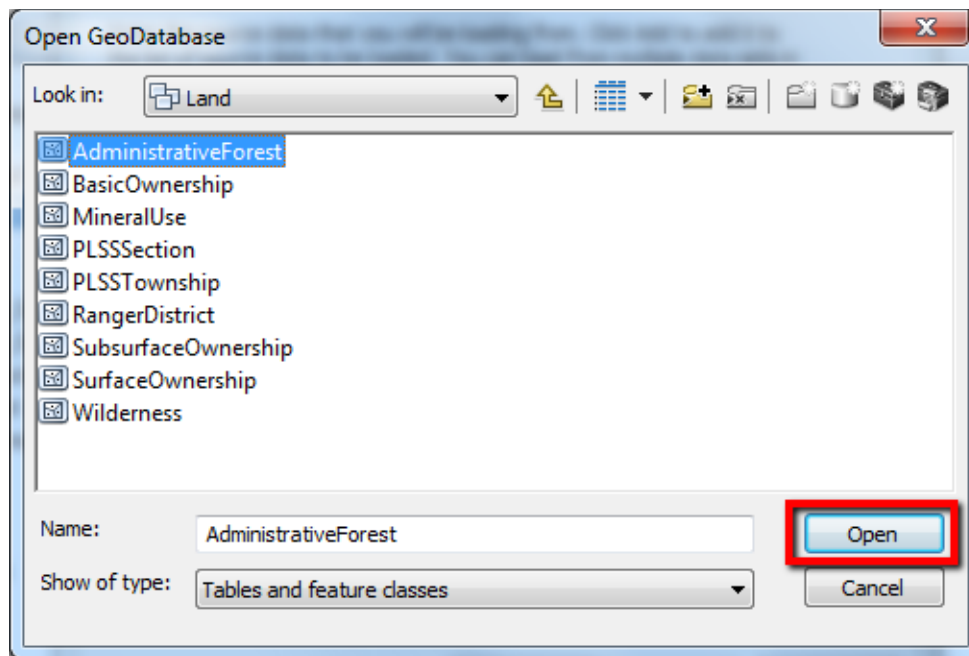 Open GeoDatabase
Look in: Land
AdministrativeForest
BasicOwnership
MineralUse
PLSSSection
PLSSTownship
RangerDistrict
SubsurfaceOwnership
SurfaceOwnership
Wilderness
Name: AdministrativeForest Open
Show of type: Tables and feature classes Cancel